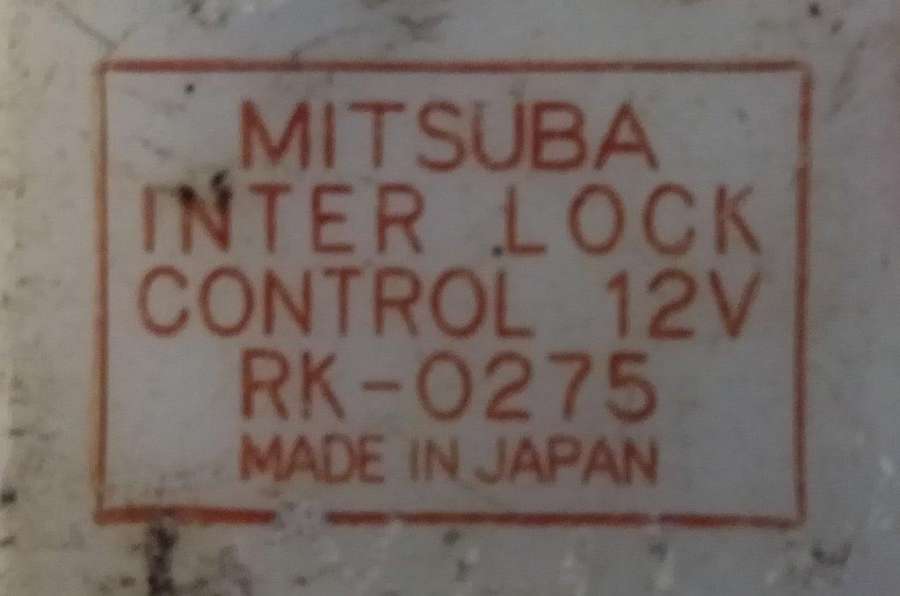 MITSUBA
INTER LOCK
CONTROL 12V
RK-0275
MADE IN JAPAN